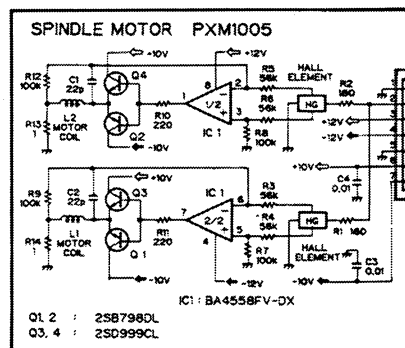 SPINDLE MOTOR PXM1005
-10V
+12V
HALL ELEMENT
R12 100k
C1 22p
Q4
8
2
R5 56k
R2 180
R10 220
1
1/2
R6 56k
HG
3
+12V
R13 1
L2 MOTOR COIL
Q2
IC 1
R8 100k
-12V
-10V
+10V
+10V
R9 100k
C2 22p
Q3
IC 1
6
R3 56k
C4 0.01
R11 220
7
2/2
R4 56k
HG
R1 180
5
R14 1
L1 MOTOR COIL
Q1
4
R7 100k
HALL ELEMENT
C3 0.01
-10V
-12V
-10V
IC1 : BA4558FV-DX
Q1, 2 : 2SB798DL
Q3, 4 : 2SD999CL